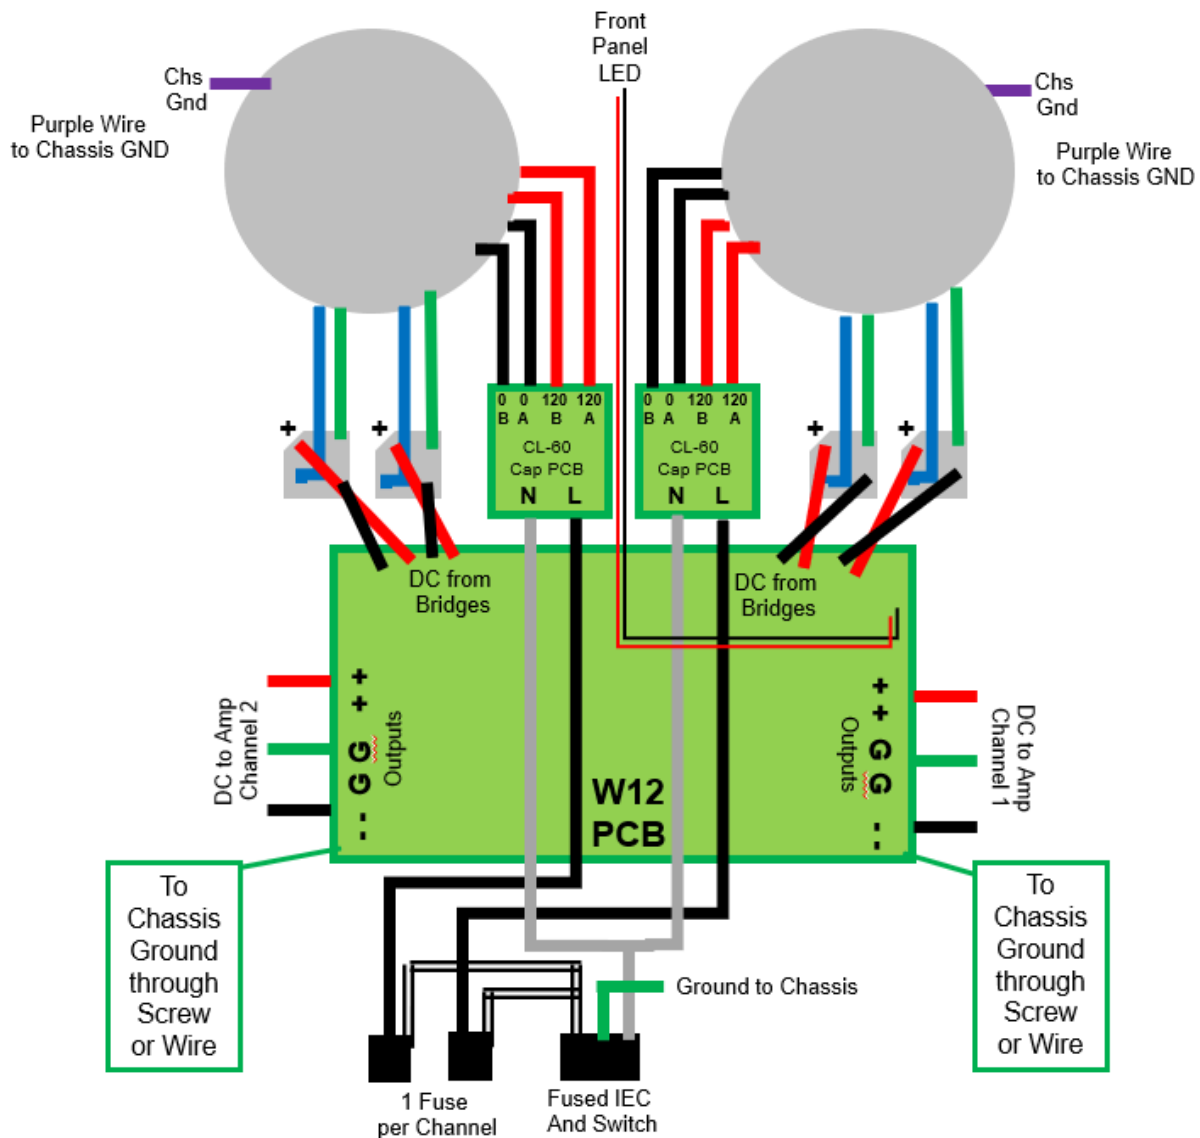 Front
Panel
LED
Chs
Gnd
Purple Wire
to Chassis GND
Chs
Gnd
Purple Wire
to Chassis GND
+
+
+
+
0 0 120 120
B A B A
CL-60
Cap PCB
N L
0 0 120 120
B A B A
CL-60
Cap PCB
N L
DC from
Bridges
DC from
Bridges
DC to Amp
Channel 2
- - G G + +
Outputs
W12
PCB
+ + G G - -
Outputs
DC to Amp
Channel 1
To
Chassis
Ground
through
Screw
or Wire
To
Chassis
Ground
through
Screw
or Wire
Ground to Chassis
1 Fuse
per Channel
Fused IEC
And Switch